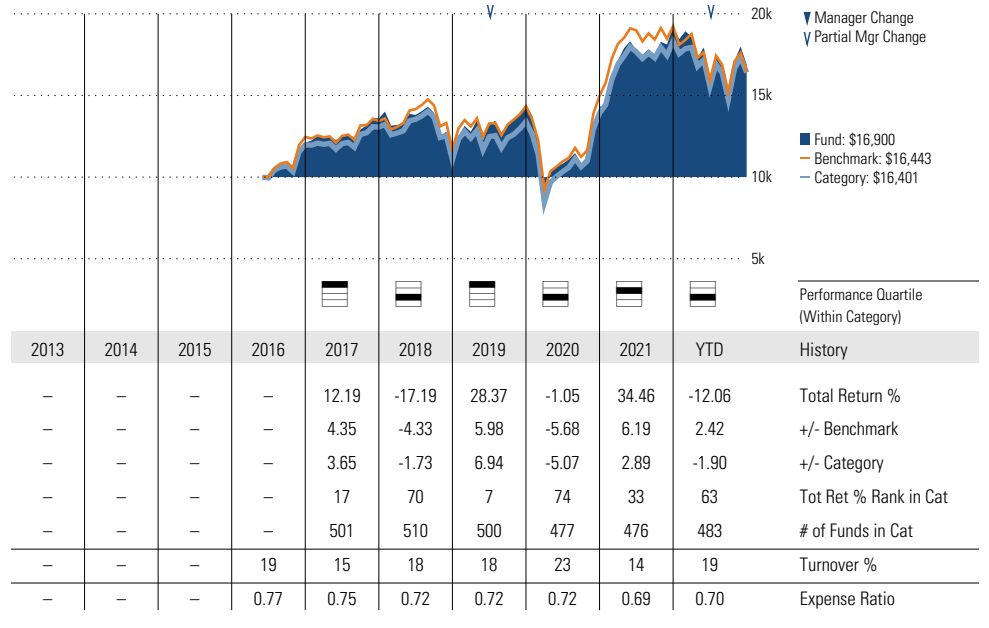 20k
Manager Change
Partial Mgr Change
15k
Fund: $16,900
Benchmark: $16,443
Category: $16,401
10k
5k
Performance Quartile
(Within Category)
2013 2014 2015 2016 2017 2018 2019 2020 2021 YTD History
– – – – 12.19 -17.19 28.37 -1.05 34.46 -12.06 Total Return %
– – – – 4.35 -4.33 5.98 -5.68 6.19 2.42 +/- Benchmark
– – – – 3.65 -1.73 6.94 -5.07 2.89 -1.90 +/- Category
– – – – 17 70 7 74 33 63 Tot Ret % Rank in Cat
– – – – 501 510 500 477 476 483 # of Funds in Cat
– – – 19 15 18 18 23 14 19 Turnover %
– – – 0.77 0.75 0.72 0.72 0.72 0.69 0.70 Expense Ratio